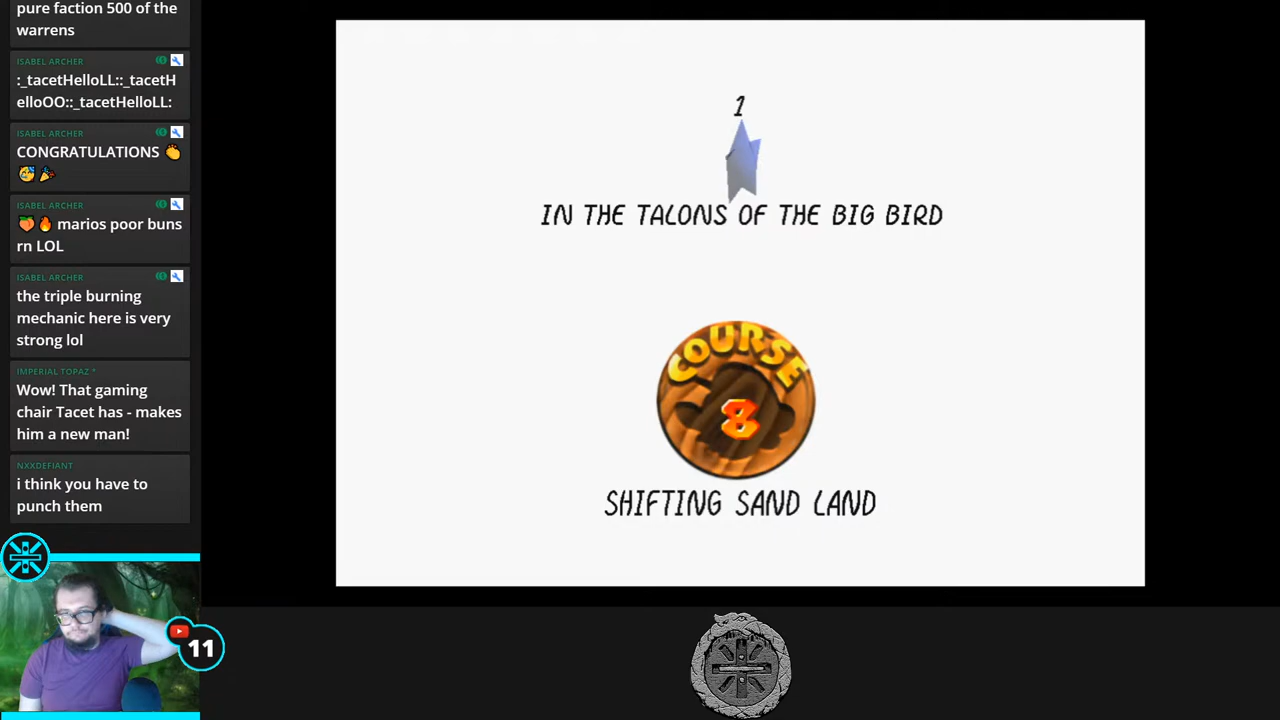 pure faction 500 of the
warrens
ISABEL ARCHER
:_tacetHelloLL::_tacetH
elloOO::_tacetHelloLL:
ISABEL ARCHER
CONGRATULATIONS 👏
😅 🎉
ISABEL ARCHER
🍑 🔥 marios poor buns
rn LOL
ISABEL ARCHER
the triple burning
mechanic here is very
strong lol
IMPERIAL TOPAZ *
Wow! That gaming
chair Tacet has - makes
him a new man!
NXXDEFIANT
i think you have to
punch them
11
1
IN THE TALONS OF THE BIG BIRD
COURSE
8
SHIFTING SAND LAND